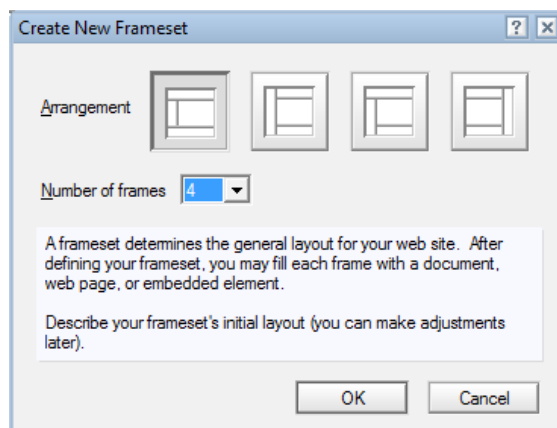 Create New Frameset
Arrangement
Number of frames 4
A frameset determines the general layout for your web site. After
defining your frameset, you may fill each frame with a document,
web page, or embedded element.
Describe your frameset's initial layout (you can make adjustments
later).
OK Cancel